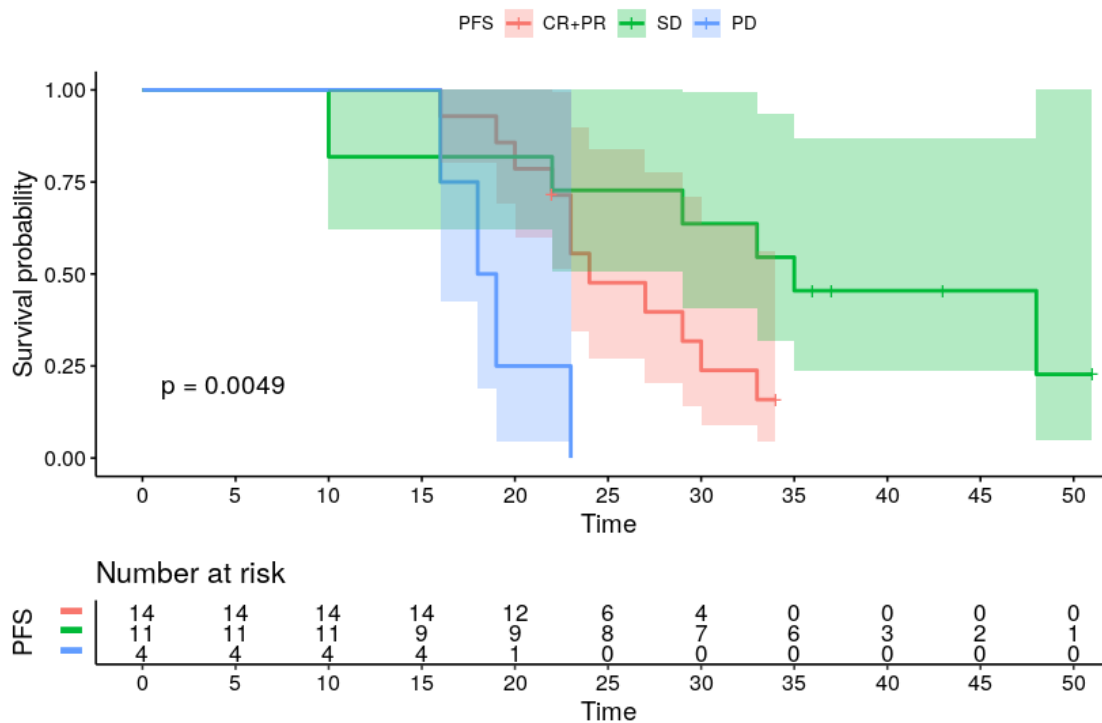 PFS CR+PR SD PD
1.00
0.75
0.50
0.25
0.00
Survival probability
p = 0.0049
0 5 10 15 20 25 30 35 40 45 50
Time
Number at risk
PFS
14 14 14 14 12 6 4 0 0 0 0
11 11 11 9 9 8 7 6 3 2 1
4 4 4 4 1 0 0 0 0 0 0
0 5 10 15 20 25 30 35 40 45 50
Time